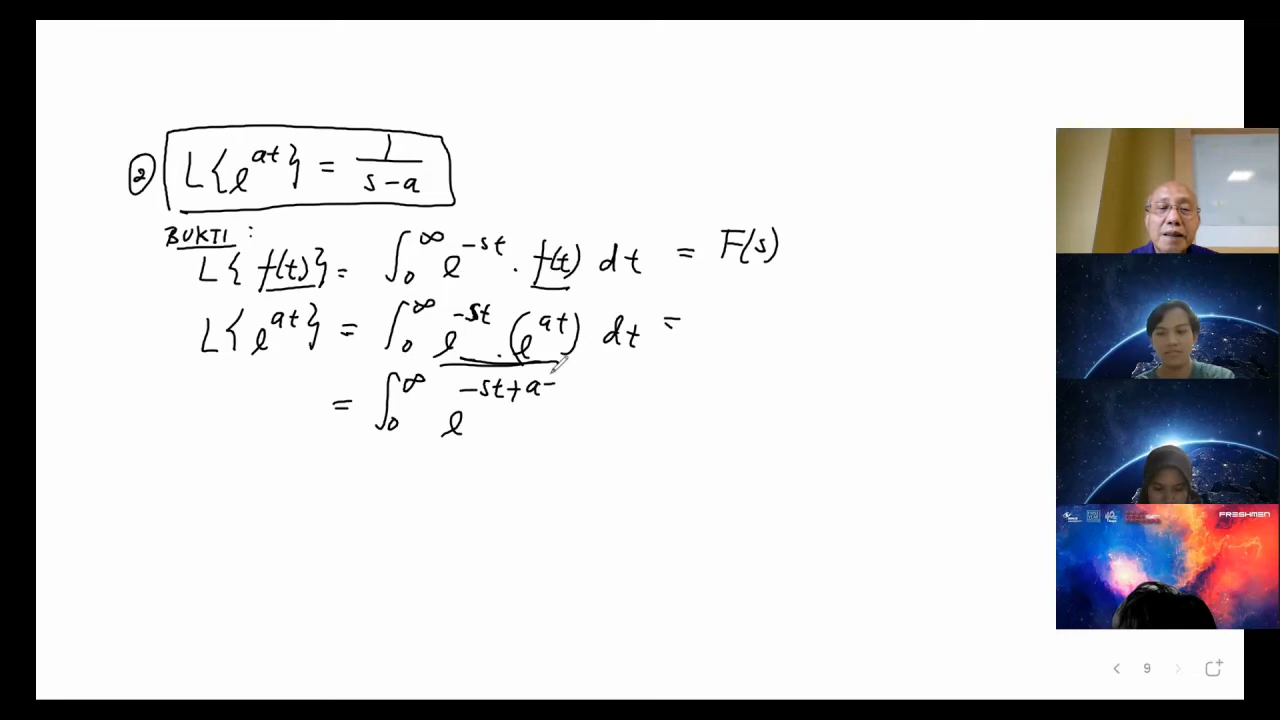 ② L{e^{at}} = 1/(s-a)
BUKTI :
L{ f(t) } = ∫₀^∞ e^{-st} . f(t) dt = F(s)
L{ e^{at} } = ∫₀^∞ e^{-st} . (e^{at}) dt =
= ∫₀^∞ e^{-st+a-}
FRESHMEN
< 9 >